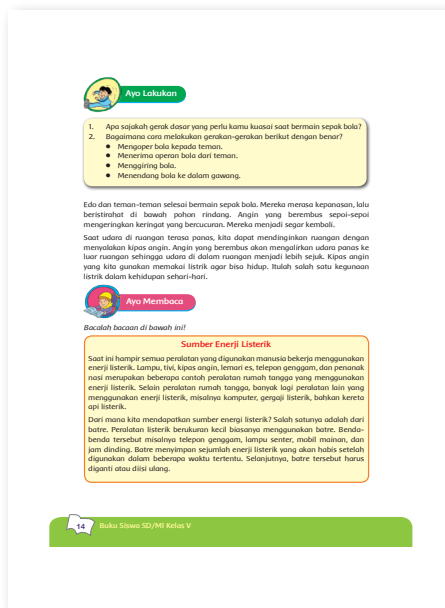 Ayo Lakukan
1. Apa sajakah gerak dasar yang perlu kamu kuasai saat bermain sepak bola?
2. Bagaimana cara melakukan gerakan-gerakan berikut dengan benar?
● Mengoper bola kepada teman.
● Menerima operan bola dari teman.
● Menggiring bola.
● Menendang bola ke dalam gawang.
Edo dan teman-teman selesai bermain sepak bola. Mereka merasa kepanasan, lalu
beristirahat di bawah pohon rindang. Angin yang berembus sepoi-sepoi
mengeringkan keringat yang bercucuran. Mereka menjadi segar kembali.
Saat udara di ruangan terasa panas, kita dapat mendinginkan ruangan dengan
menyalakan kipas angin. Angin yang berembus akan mengalirkan udara panas ke
luar ruangan sehingga udara di dalam ruangan menjadi lebih sejuk. Kipas angin
yang kita gunakan memakai listrik agar bisa hidup. Itulah salah satu kegunaan
listrik dalam kehidupan sehari-hari.
Ayo Membaca
Bacalah bacaan di bawah ini!
Sumber Energi Listerik
Saat ini hampir semua peralatan yang digunakan manusia bekerja menggunakan
enerji listerik. Lampu, tivi, kipas angin, lemari es, telepon genggam, dan penanak
nasi merupakan beberapa contoh peralatan rumah tangga yang menggunakan
enerji listerik. Selain peralatan rumah tangga, banyak lagi peralatan lain yang
menggunakan enerji listrik, misalnya komputer, gergaji listrik, bahkan kereta
api listerik.
Dari mana kita mendapatkan sumber energi listerik? Salah satunya adalah dari
batre. Peralatan listerik berukuran kecil biasanya menggunakan batre. Benda-
benda tersebut misalnya telepon genggam, lampu senter, mobil mainan, dan
jam dinding. Batre menyimpan sejumlah enerji listerik yang akan habis setelah
digunakan dalam beberapa waktu tertentu. Selanjutnya, batre tersebut harus
diganti atau diisi ulang.
14 Buku Siswa SD/MI Kelas V